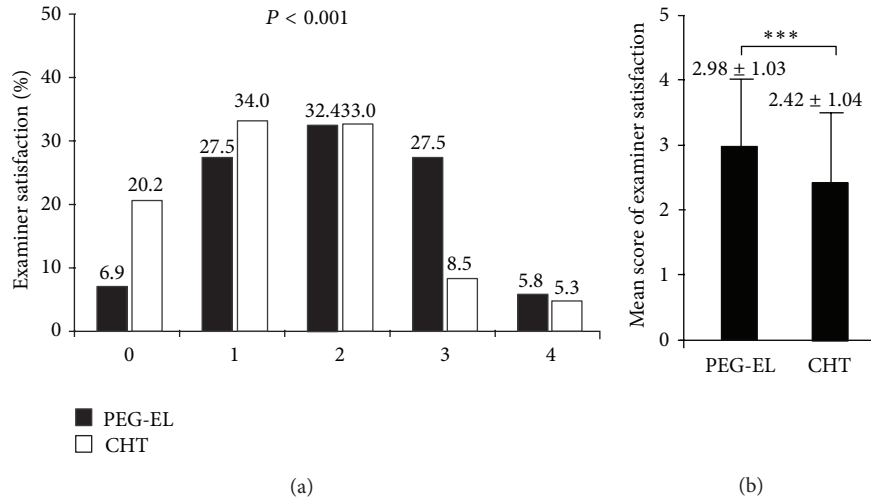 P < 0.001
Examiner satisfaction (%)
50
40
30
20
10
0
6.9
20.2
27.5
34.0
32.4 33.0
27.5
8.5
5.8
5.3
0 1 2 3 4
PEG-EL
CHT
(a)
***
Mean score of examiner satisfaction
5
4
3
2
1
0
2.98 ± 1.03
2.42 ± 1.04
PEG-EL CHT
(b)